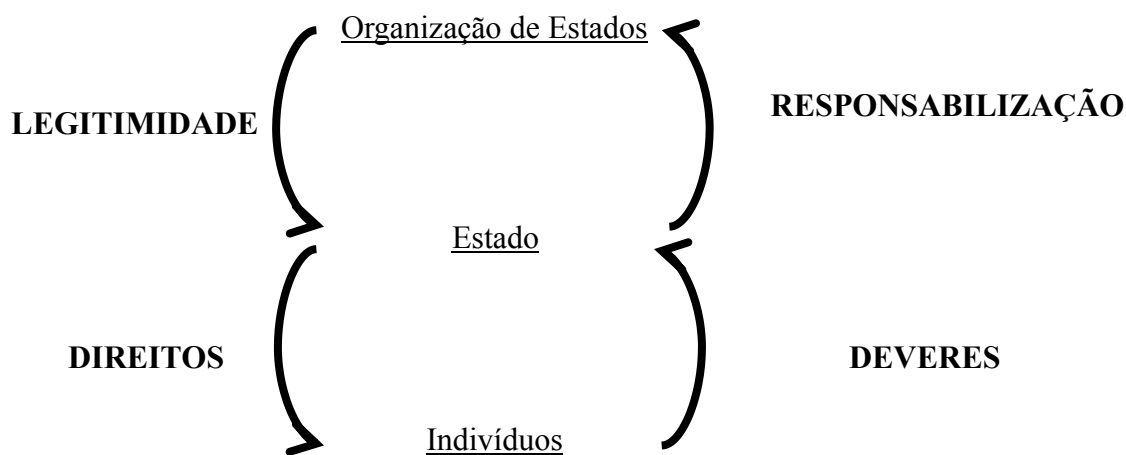 Organização de Estados
LEGITIMIDADE
RESPONSABILIZAÇÃO
Estado
DIREITOS
DEVERES
Indivíduos